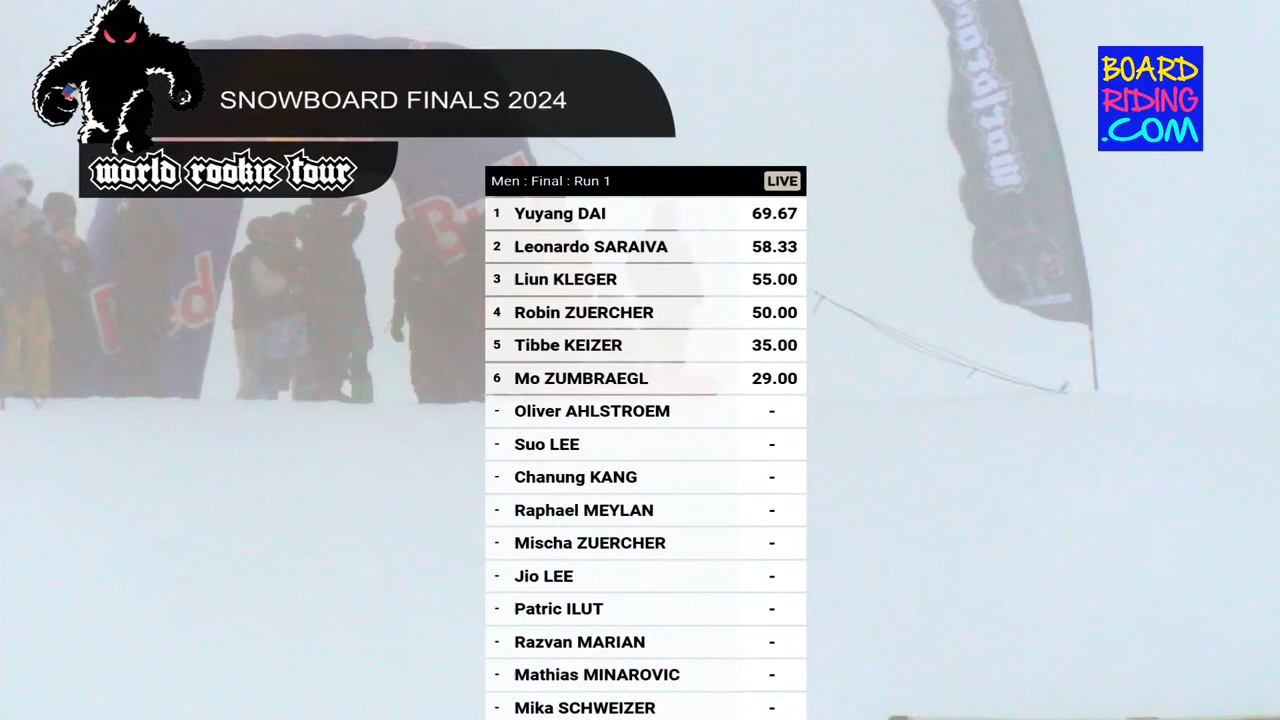 SNOWBOARD FINALS 2024
world rookie tour
BOARD
RIDING
.COM
Men : Final : Run 1 LIVE
1 Yuyang DAI 69.67
2 Leonardo SARAIVA 58.33
3 Liun KLEGER 55.00
4 Robin ZUERCHER 50.00
5 Tibbe KEIZER 35.00
6 Mo ZUMBRAEGL 29.00
- Oliver AHLSTROEM -
- Suo LEE -
- Chanung KANG -
- Raphael MEYLAN -
- Mischa ZUERCHER -
- Jio LEE -
- Patric ILUT -
- Razvan MARIAN -
- Mathias MINAROVIC -
- Mika SCHWEIZER -